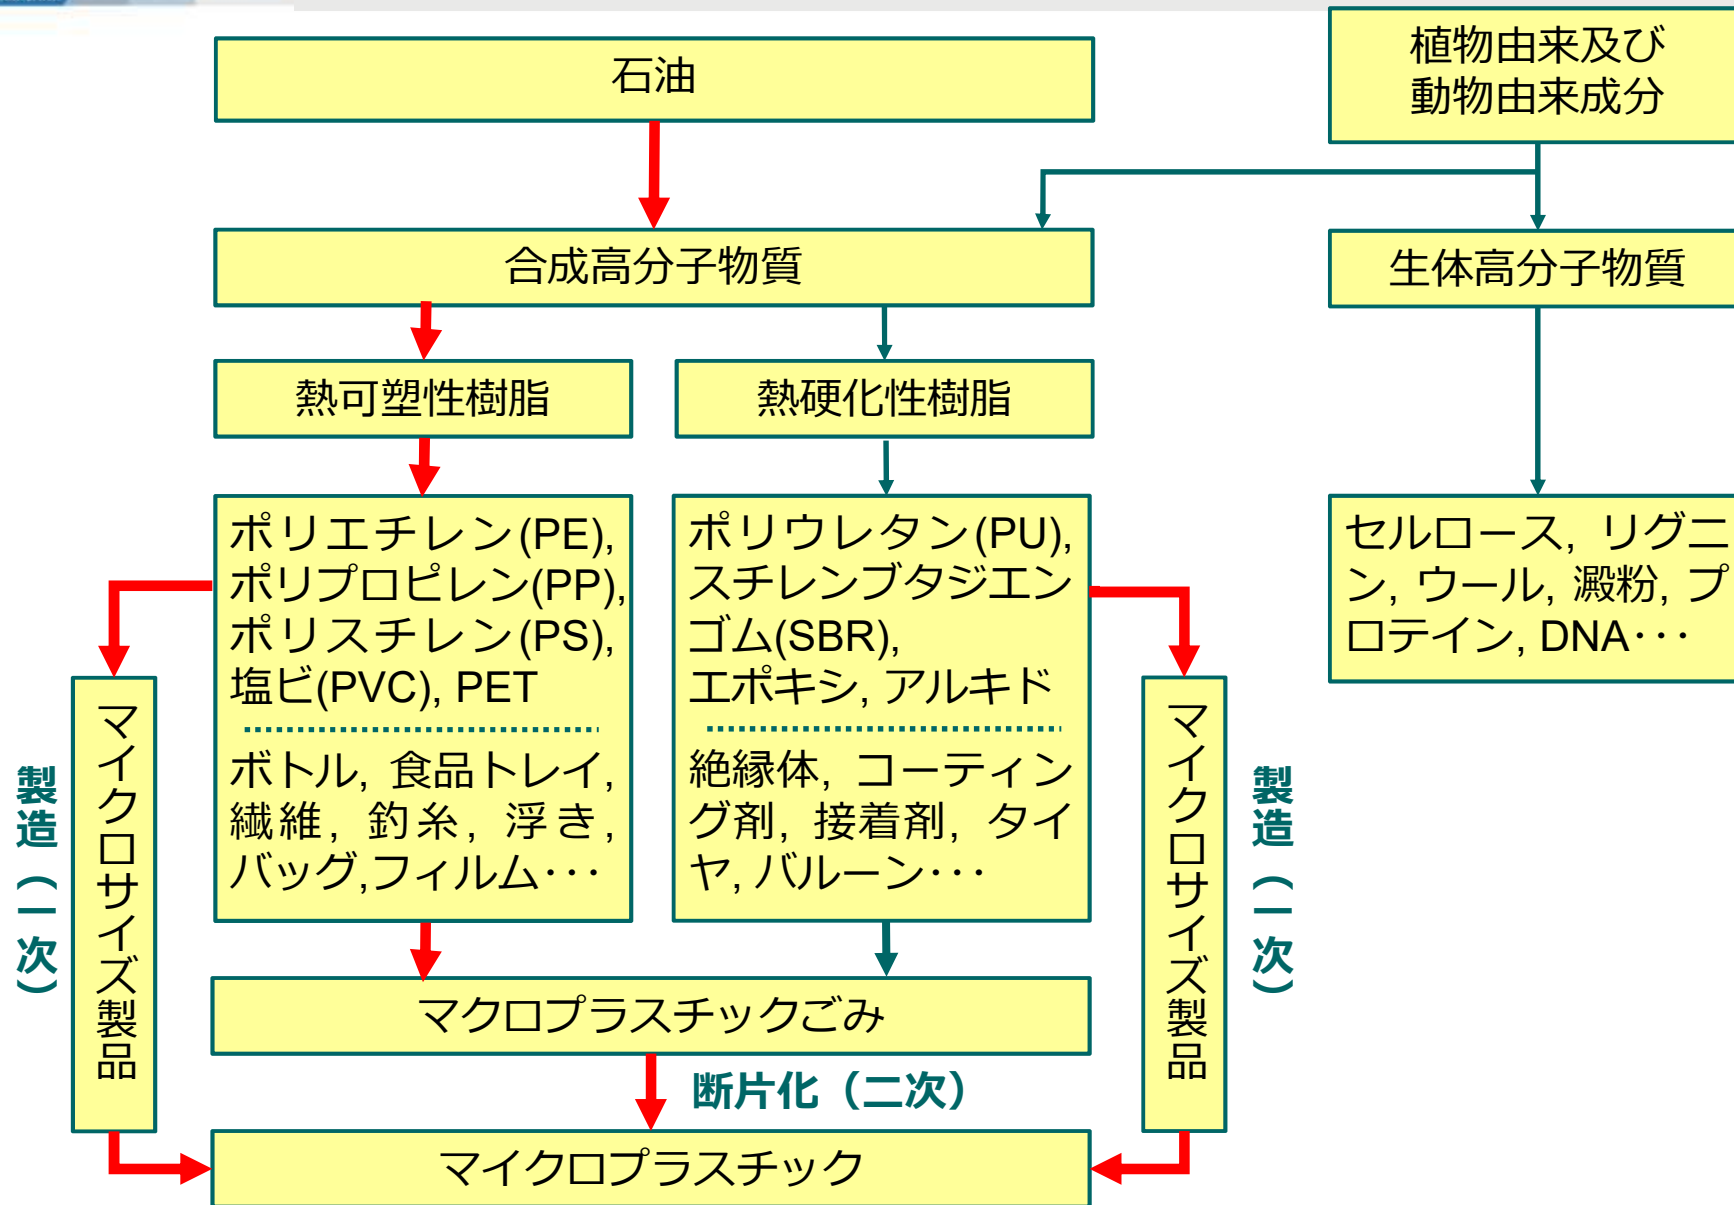 石油
植物由来及び
動物由来成分
合成高分子物質
生体高分子物質
熱可塑性樹脂
熱硬化性樹脂
ポリエチレン(PE),
ポリプロピレン(PP),
ポリスチレン(PS),
塩ビ(PVC), PET
ボトル, 食品トレイ,
繊維, 釣糸, 浮き,
バッグ,フィルム･･･
ポリウレタン(PU),
スチレンブタジエン
ゴム(SBR),
エポキシ, アルキド
絶縁体, コーティン
グ剤, 接着剤, タイ
ヤ, バルーン･･･
セルロース, リグニ
ン, ウール, 澱粉, プ
ロテイン, DNA･･･
製造（一次）
マイクロサイズ製品
マイクロサイズ製品
製造（一次）
マクロプラスチックごみ
断片化（二次）
マイクロプラスチック